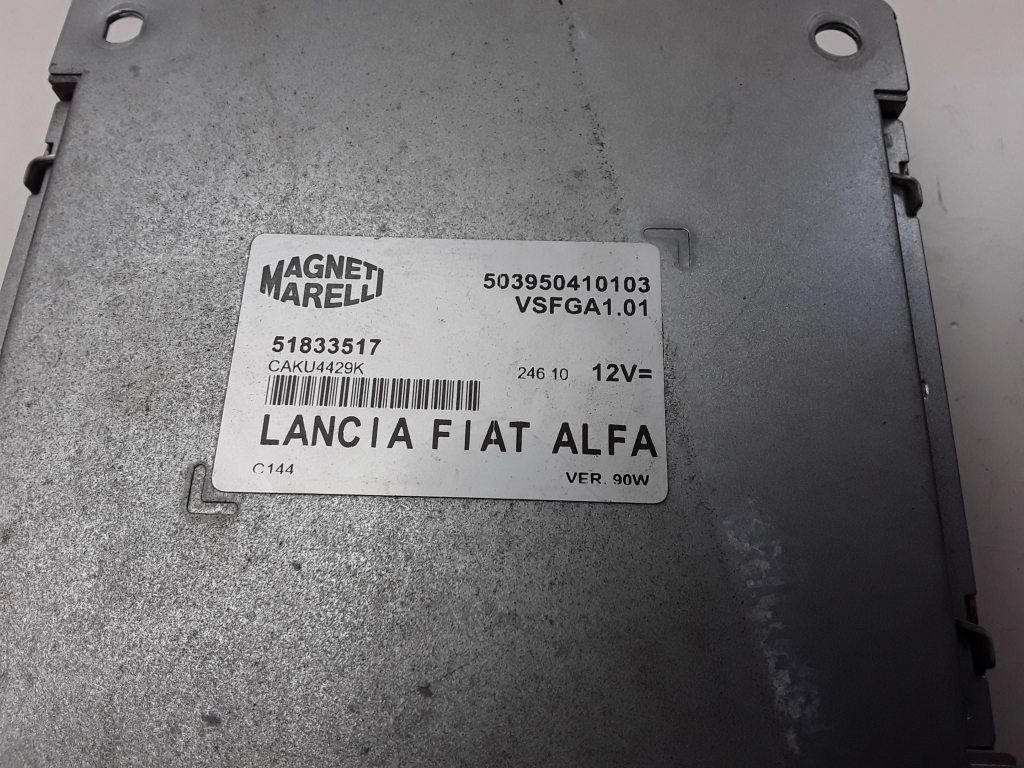 MAGNETI
MARELLI
503950410103
VSFGA1.01
51833517
CAKU4429K
246 10 12V=
LANCIA FIAT ALFA
C144
VER. 90W